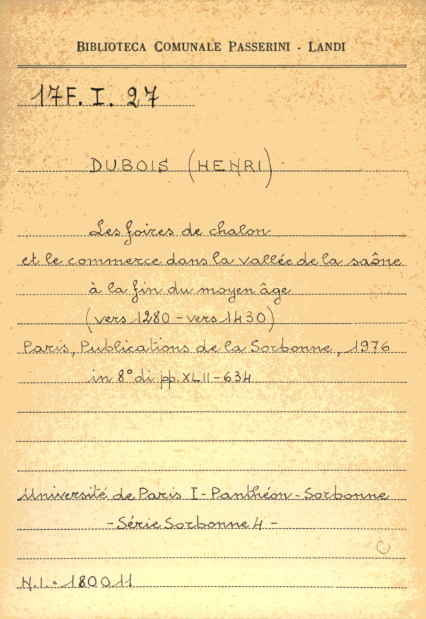 BIBLIOTECA COMUNALE PASSERINI - LANDI
17F. I. 27
DUBOIS (HENRI)
Les foires de chalon
et le commerce dans la vallée de la saône
à la fin du moyen âge
(vers 1280 - vers 1430)
Paris, Publications de la Sorbonne, 1976
in 8° di pp. XLII-634
Université de Paris I - Panthéon - Sorbonne
- Série Sorbonne 4 -
C
N.I. = 180011